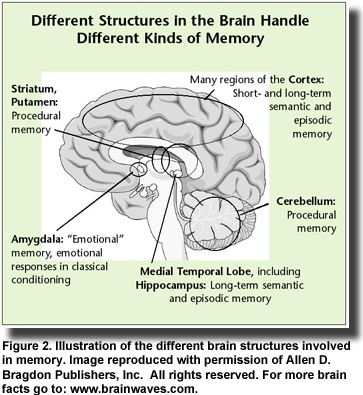 Different Structures in the Brain Handle
Different Kinds of Memory
Striatum,
Putamen:
Procedural
memory
Many regions of the Cortex:
Short- and long-term
semantic and
episodic
memory
Cerebellum:
Procedural
memory
Amygdala: "Emotional"
memory, emotional
responses in classical
conditioning
Medial Temporal Lobe, including
Hippocampus: Long-term semantic
and episodic memory
Figure 2. Illustration of the different brain structures involved
in memory. Image reproduced with permission of Allen D.
Bragdon Publishers, Inc.  All rights reserved. For more brain
facts go to: www.brainwaves.com.